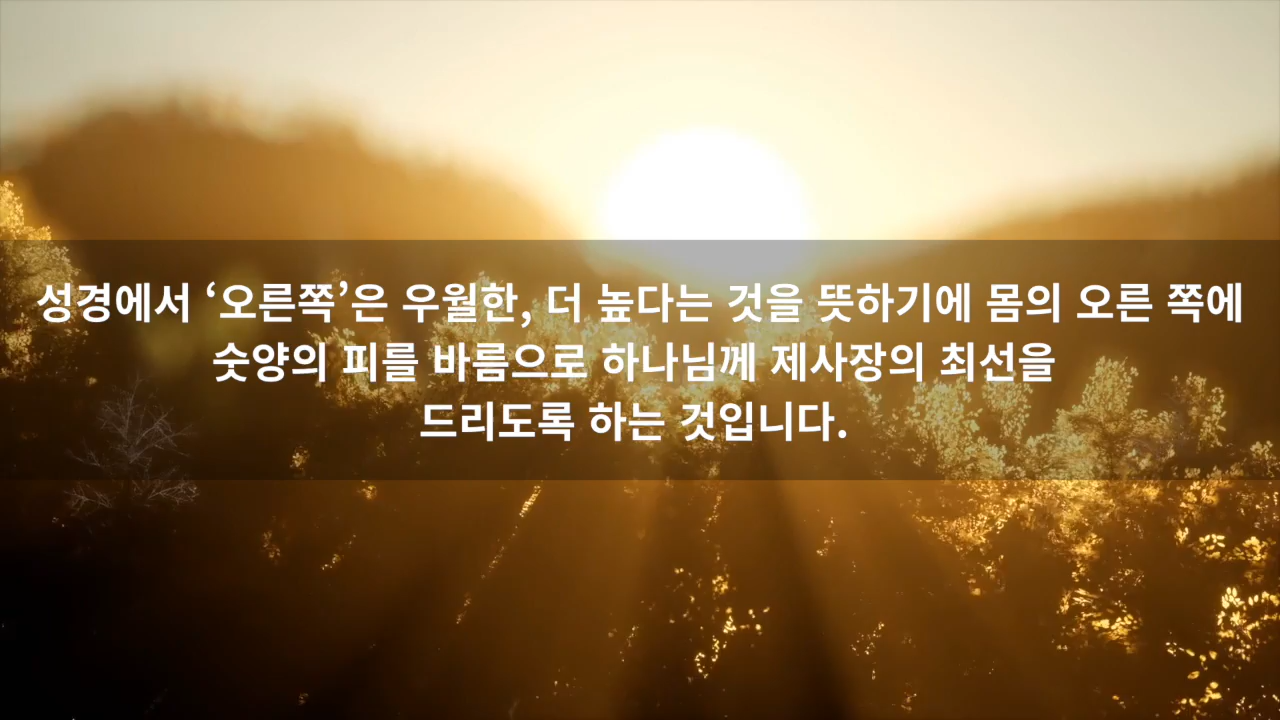 성경에서 ‘오른쪽’은 우월한, 더 높다는 것을 뜻하기에 몸의 오른 쪽에
숫양의 피를 바름으로 하나님께 제사장의 최선을
드리도록 하는 것입니다.